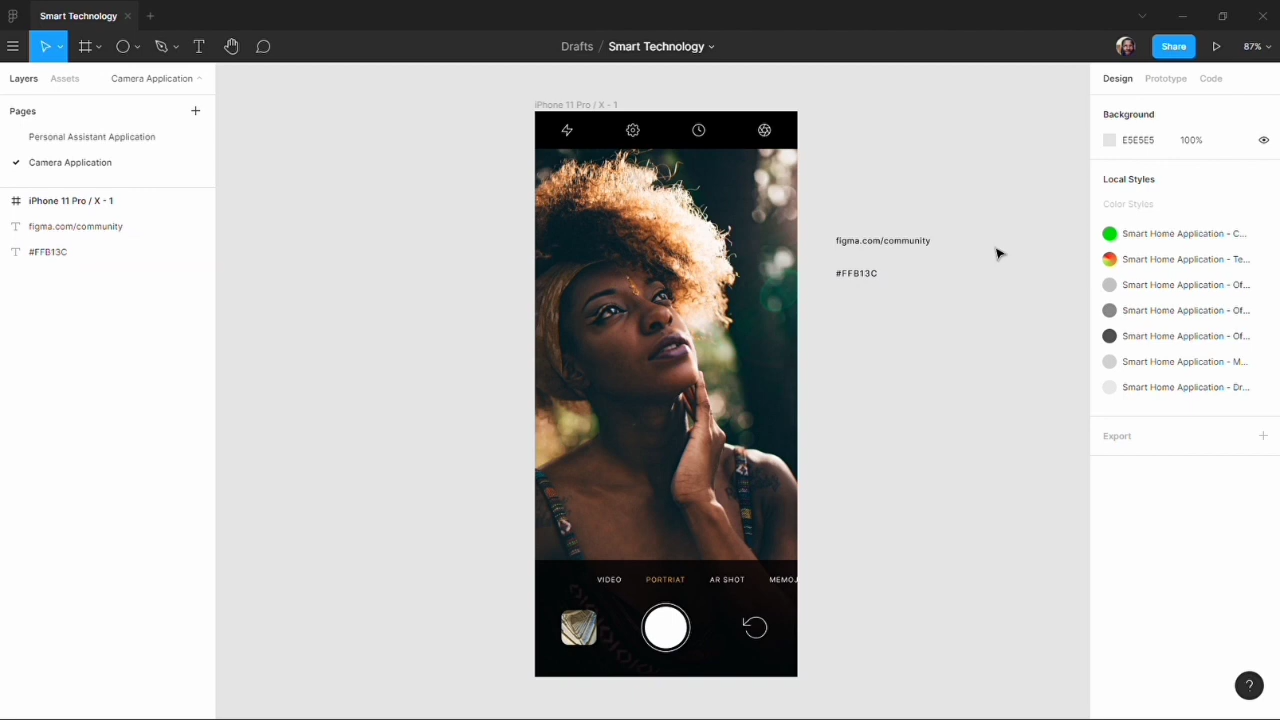 Smart Technology
Drafts / Smart Technology
Share
87%
Layers
Assets
Camera Application
Design
Prototype
Code
Pages
Personal Assistant Application
Camera Application
iPhone 11 Pro / X - 1
figma.com/community
#FFB13C
iPhone 11 Pro / X - 1
figma.com/community
#FFB13C
VIDEO
PORTRIAT
AR SHOT
MEMOJ
Background
E5E5E5
100%
Local Styles
Color Styles
Smart Home Application - C...
Smart Home Application - Te...
Smart Home Application - Of...
Smart Home Application - Of...
Smart Home Application - Of...
Smart Home Application - M...
Smart Home Application - Dr...
Export
?